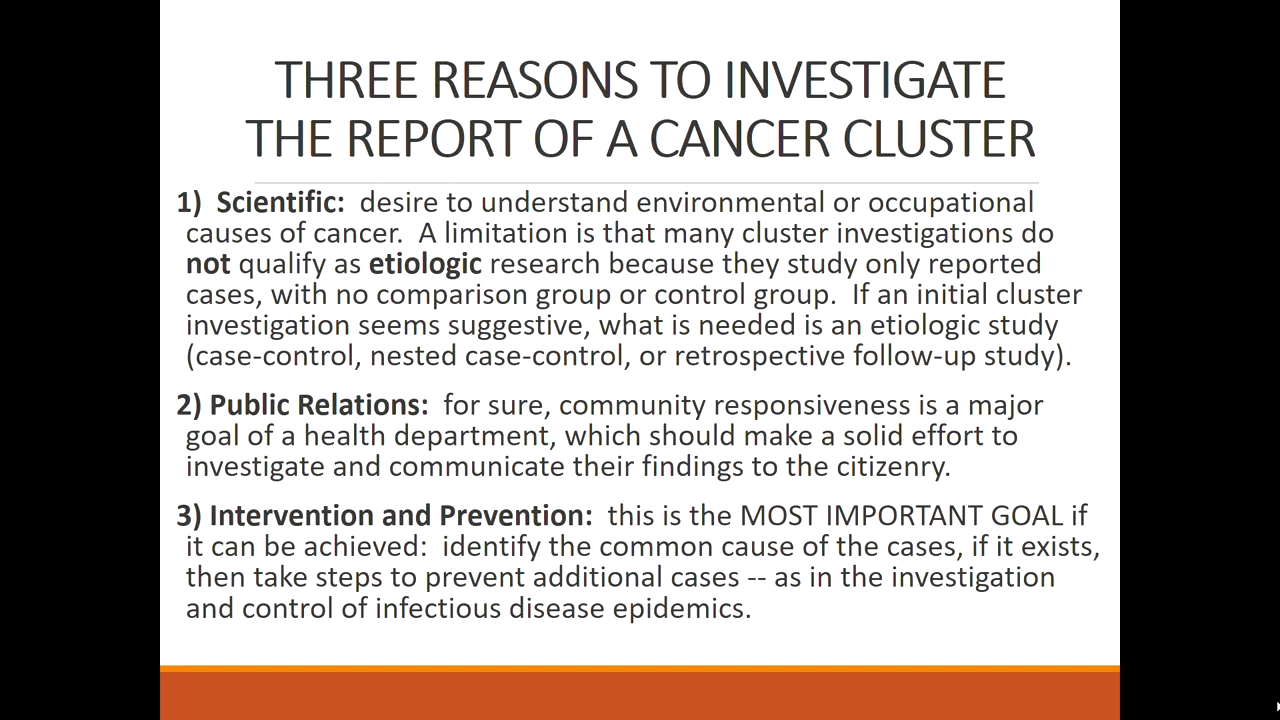 THREE REASONS TO INVESTIGATE
THE REPORT OF A CANCER CLUSTER
1)  Scientific:  desire to understand environmental or occupational
causes of cancer.  A limitation is that many cluster investigations do
not qualify as etiologic research because they study only reported
cases, with no comparison group or control group.  If an initial cluster
investigation seems suggestive, what is needed is an etiologic study
(case-control, nested case-control, or retrospective follow-up study).
2) Public Relations:  for sure, community responsiveness is a major
goal of a health department, which should make a solid effort to
investigate and communicate their findings to the citizenry.
3) Intervention and Prevention:  this is the MOST IMPORTANT GOAL if
it can be achieved:  identify the common cause of the cases, if it exists,
then take steps to prevent additional cases -- as in the investigation
and control of infectious disease epidemics.